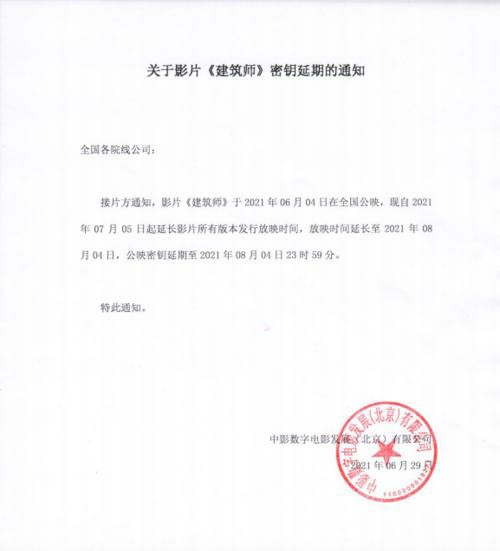 关于影片《建筑师》密钥延期的通知
全国各院线公司：
接片方通知，影片《建筑师》于 2021 年 06 月 04 日在全国公映，现自 2021
年 07 月 05 日起延长影片所有版本发行放映时间，放映时间延长至 2021 年 08
月 04 日，公映密钥延期至 2021 年 08 月 04 日 23 时 59 分。
特此通知。
中影数字电影发展（北京）有限公司
2021 年 06 月 29 日
中影数字电影发展(北京)有限公司